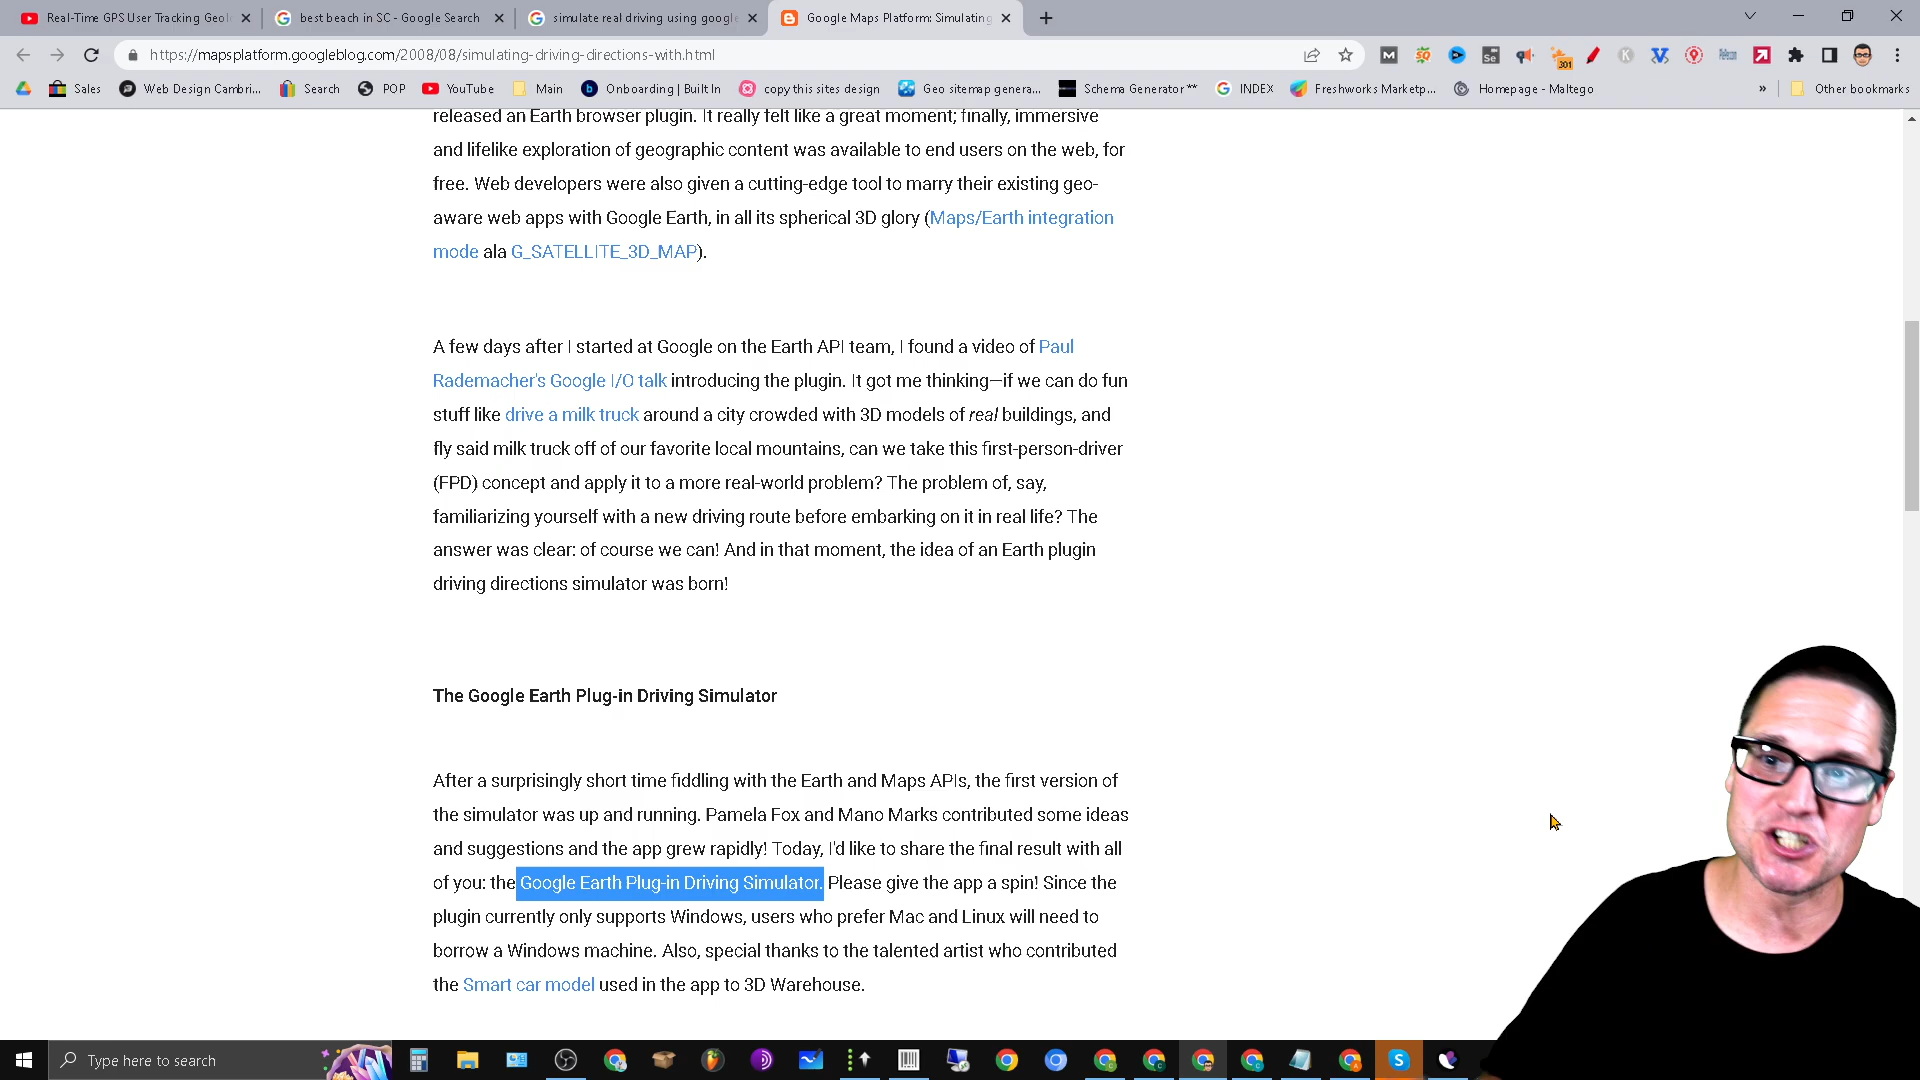 Real-Time GPS User Tracking Geol
best beach in SC - Google Search
simulate real driving using google
Google Maps Platform: Simulating
https://mapsplatform.googleblog.com/2008/08/simulating-driving-directions-with.html
301
Sales
Web Design Cambri...
Search
POP
YouTube
Main
Onboarding | Built In
copy this sites design
Geo sitemap genera...
Schema Generator **
INDEX
Freshworks Marketp...
Homepage - Maltego
»
Other bookmarks
released an Earth browser plugin. It really felt like a great moment; finally, immersive
and lifelike exploration of geographic content was available to end users on the web, for
free. Web developers were also given a cutting-edge tool to marry their existing geo-
aware web apps with Google Earth, in all its spherical 3D glory (Maps/Earth integration
mode ala G_SATELLITE_3D_MAP).
A few days after I started at Google on the Earth API team, I found a video of Paul
Rademacher's Google I/O talk introducing the plugin. It got me thinking—if we can do fun
stuff like drive a milk truck around a city crowded with 3D models of real buildings, and
fly said milk truck off of our favorite local mountains, can we take this first-person-driver
(FPD) concept and apply it to a more real-world problem? The problem of, say,
familiarizing yourself with a new driving route before embarking on it in real life? The
answer was clear: of course we can! And in that moment, the idea of an Earth plugin
driving directions simulator was born!
The Google Earth Plug-in Driving Simulator
After a surprisingly short time fiddling with the Earth and Maps APIs, the first version of
the simulator was up and running. Pamela Fox and Mano Marks contributed some ideas
and suggestions and the app grew rapidly! Today, I'd like to share the final result with all
of you: the Google Earth Plug-in Driving Simulator. Please give the app a spin! Since the
plugin currently only supports Windows, users who prefer Mac and Linux will need to
borrow a Windows machine. Also, special thanks to the talented artist who contributed
the Smart car model used in the app to 3D Warehouse.
Type here to search